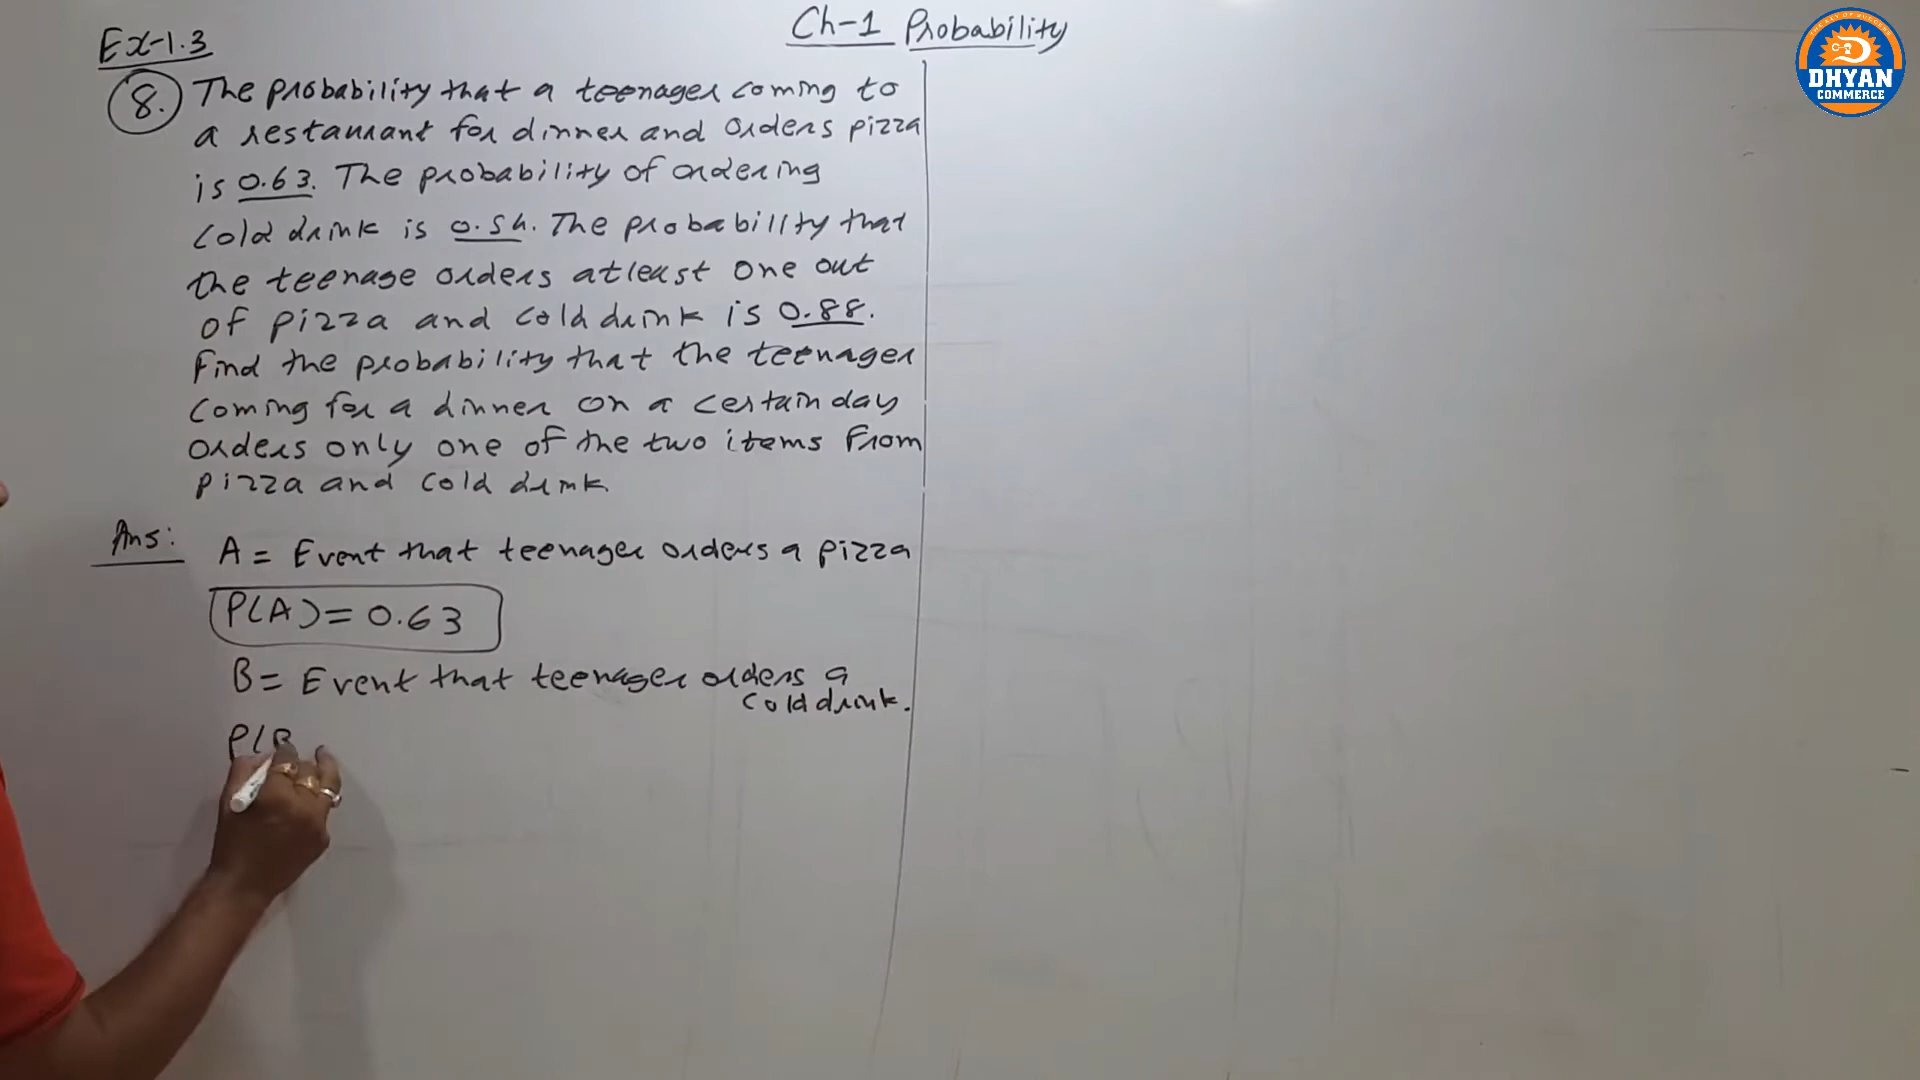 Ch-1 Probability
Ex-1.3
8. The probability that a teenager coming to
a restaurant for dinner and orders pizza
is 0.63. The probability of ordering
cold drink is 0.54. The probability that
the teenage orders atleast one out
of pizza and cold drink is 0.88.
Find the probability that the teenager
coming for a dinner on a certain day
orders only one of the two items from
pizza and cold drink.
Ans: A = Event that teenager orders a pizza
P(A) = 0.63
B = Event that teenager orders a
cold drink.
P(B
DHYAN
COMMERCE